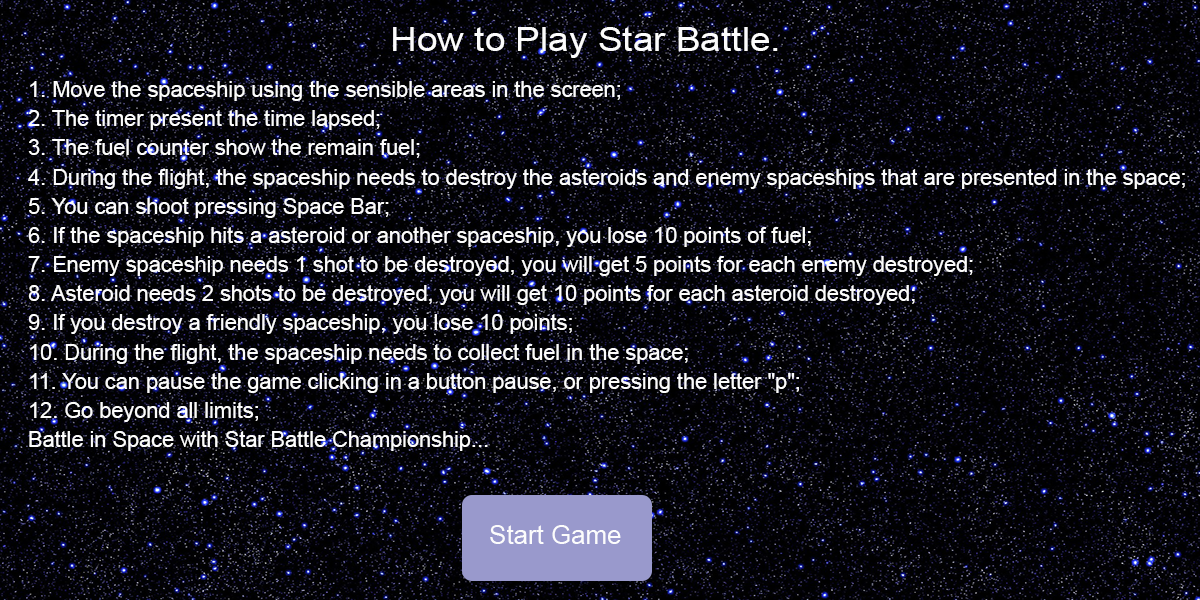 How to Play Star Battle.
1. Move the spaceship using the sensible areas in the screen;
2. The timer present the time lapsed;
3. The fuel counter show the remain fuel;
4. During the flight, the spaceship needs to destroy the asteroids and enemy spaceships that are presented in the space;
5. You can shoot pressing Space Bar;
6. If the spaceship hits a asteroid or another spaceship, you lose 10 points of fuel;
7. Enemy spaceship needs 1 shot to be destroyed, you will get 5 points for each enemy destroyed;
8. Asteroid needs 2 shots to be destroyed, you will get 10 points for each asteroid destroyed;
9. If you destroy a friendly spaceship, you lose 10 points;
10. During the flight, the spaceship needs to collect fuel in the space;
11. You can pause the game clicking in a button pause, or pressing the letter "p";
12. Go beyond all limits;
Battle in Space with Star Battle Championship...
Start Game